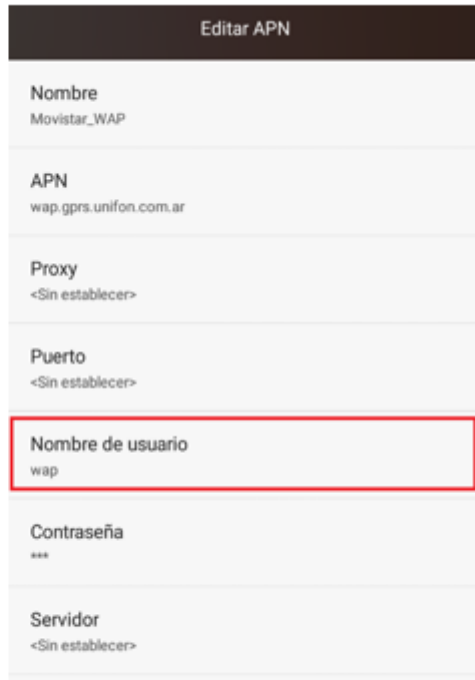 Editar APN
Nombre
Movistar_WAP
APN
wap.gprs.unifon.com.ar
Proxy
<Sin establecer>
Puerto
<Sin establecer>
Nombre de usuario
wap
Contraseña
***
Servidor
<Sin establecer>